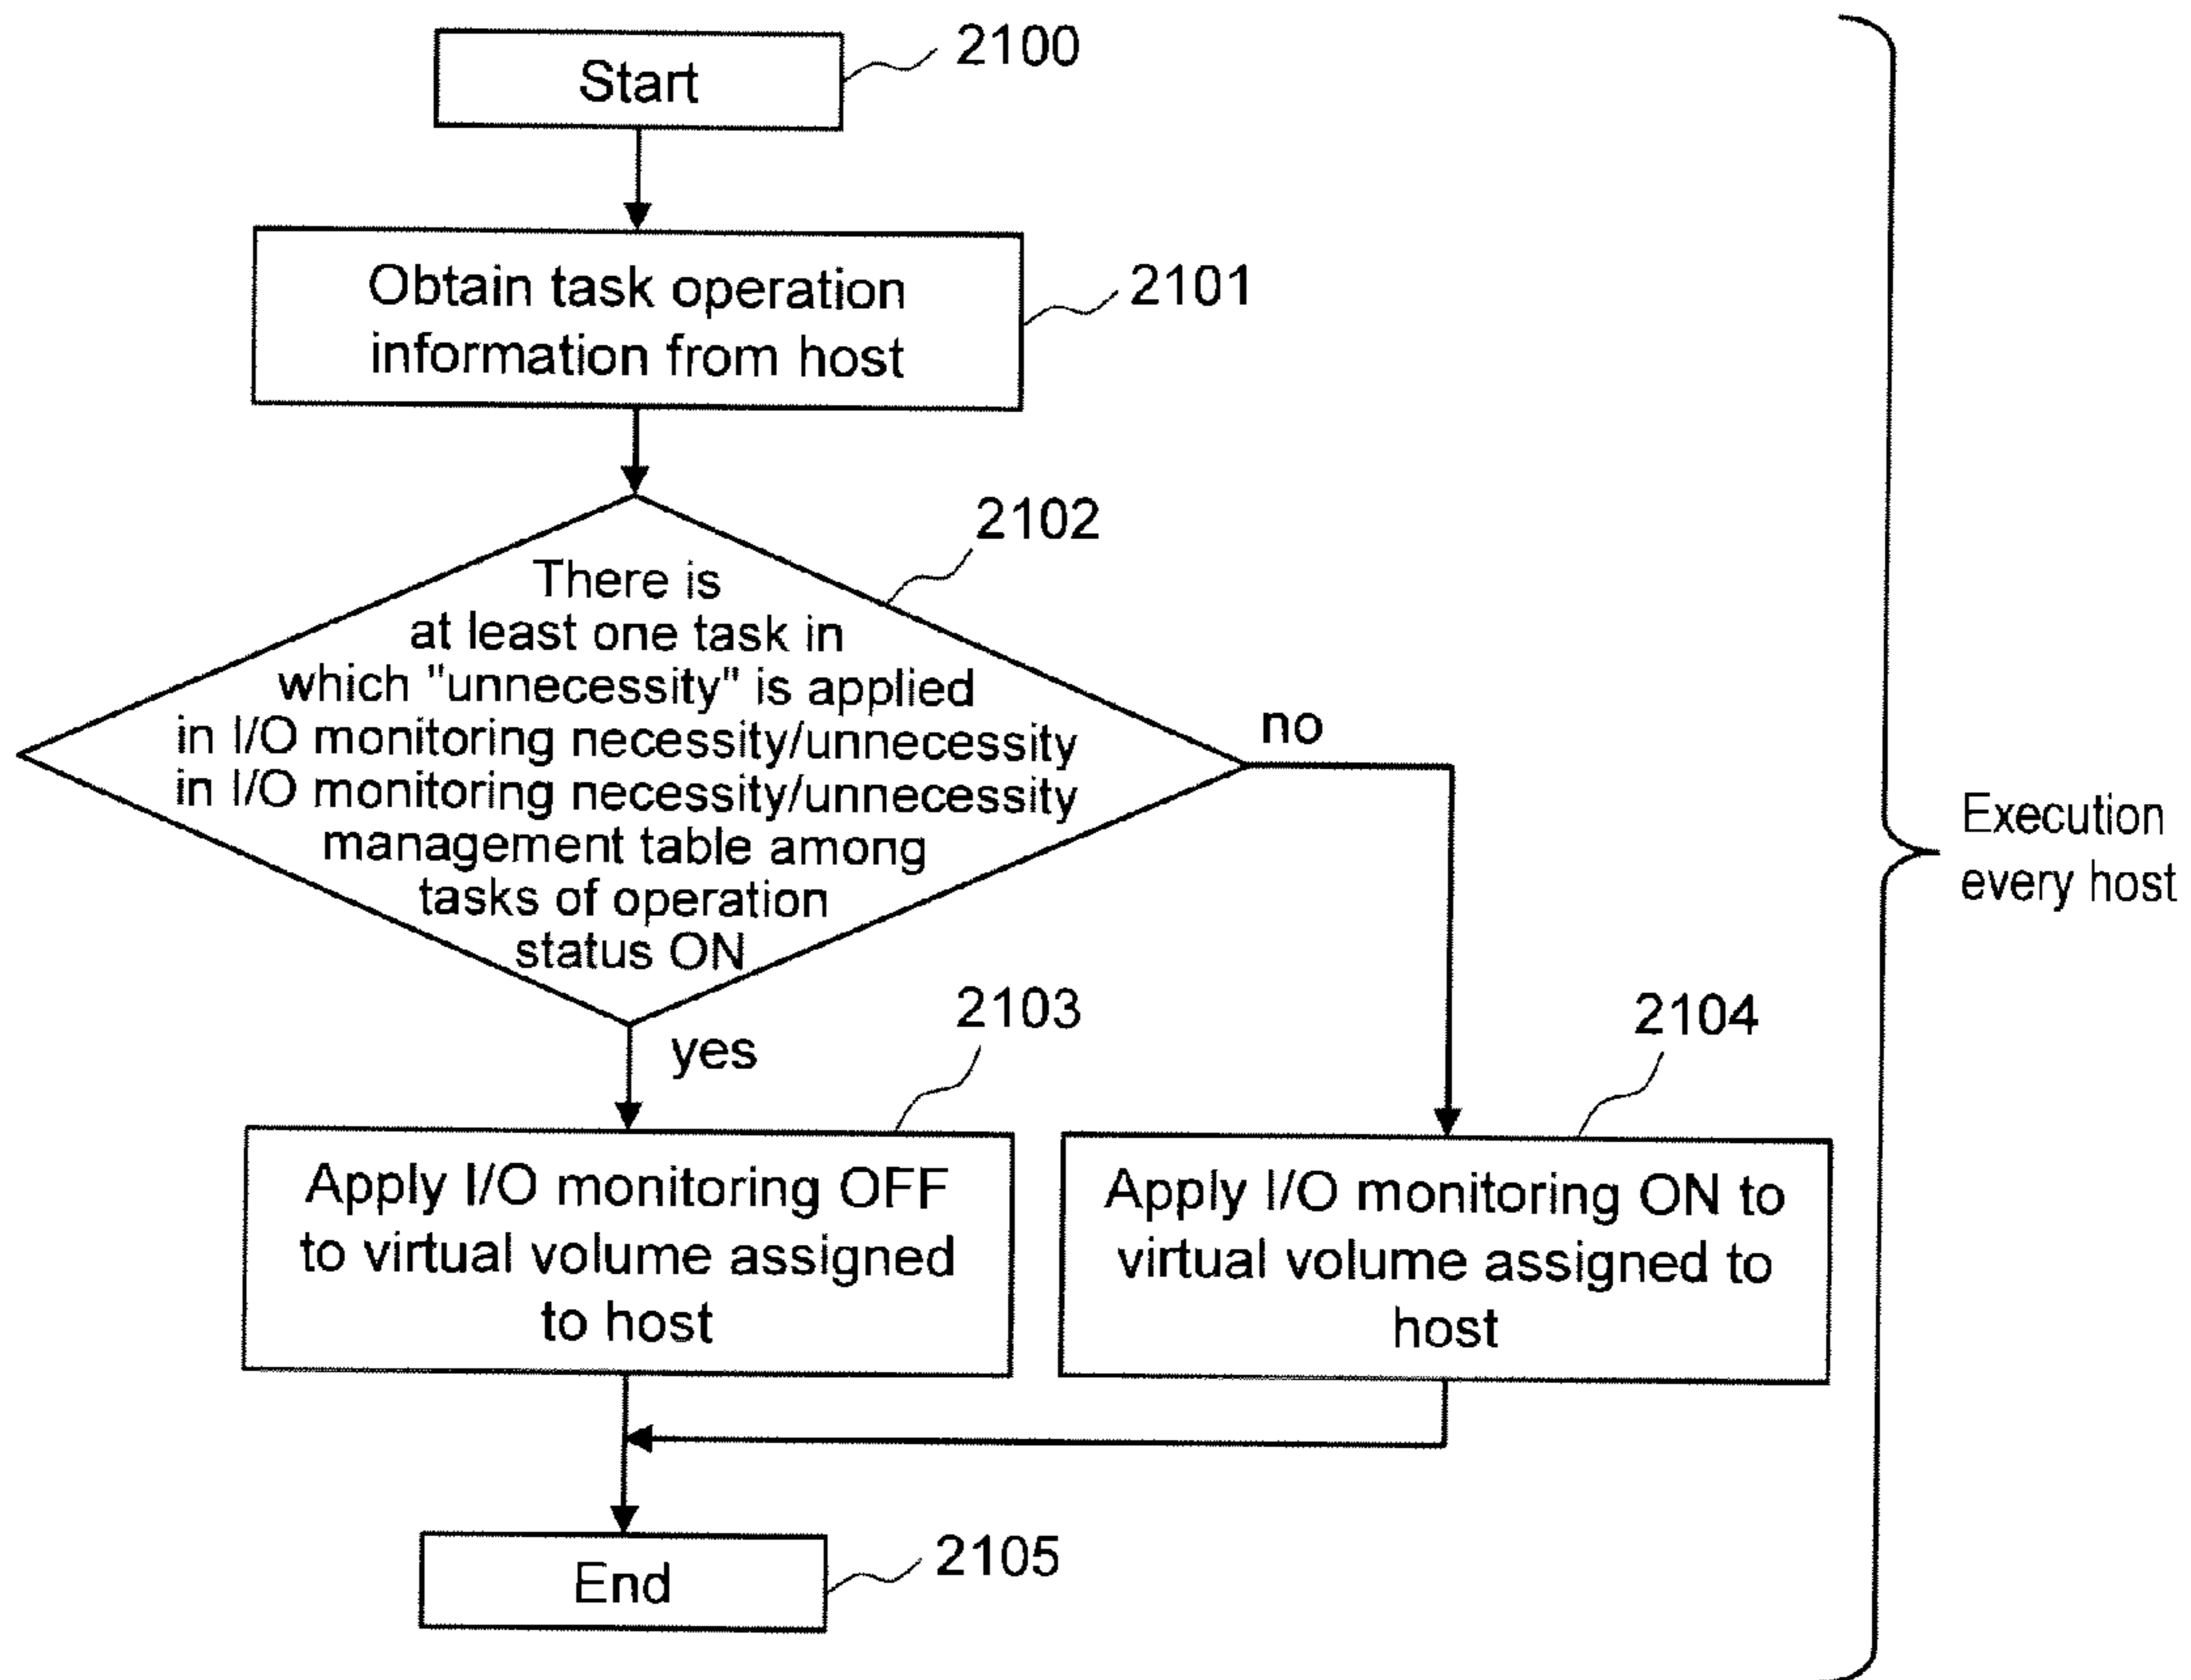 Start
2100
Obtain task operation
information from host
2101
2102
There is
at least one task in
which "unnecessity" is applied
in I/O monitoring necessity/unnecessity
in I/O monitoring necessity/unnecessity
management table among
tasks of operation
status ON
no
yes
2103
2104
Apply I/O monitoring OFF
to virtual volume assigned
to host
Apply I/O monitoring ON to
virtual volume assigned to
host
End
2105
Execution
every host